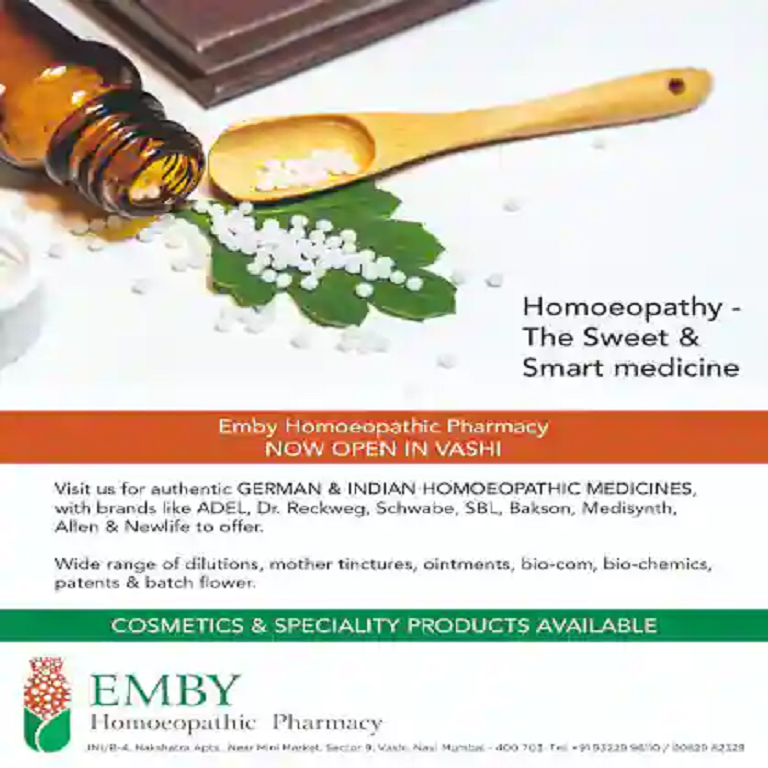 Homoeopathy -
The Sweet &
Smart medicine
Emby Homoeopathic Pharmacy
NOW OPEN IN VASHI
Visit us for authentic GERMAN & INDIAN HOMOEOPATHIC MEDICINES,
with brands like ADEL, Dr. Reckweg, Schwabe, SBL, Bakson, Medisynth,
Allen & Newlife to offer.
Wide range of dilutions, mother tinctures, ointments, bio-com, bio-chemics,
patents & batch flower.
COSMETICS & SPECIALITY PRODUCTS AVAILABLE
EMBY
Homoeopathic Pharmacy
Nakshatra Apts., Near Mini Market, Sector 9, Vashi, Navi Mumbai - 400 703. Tel